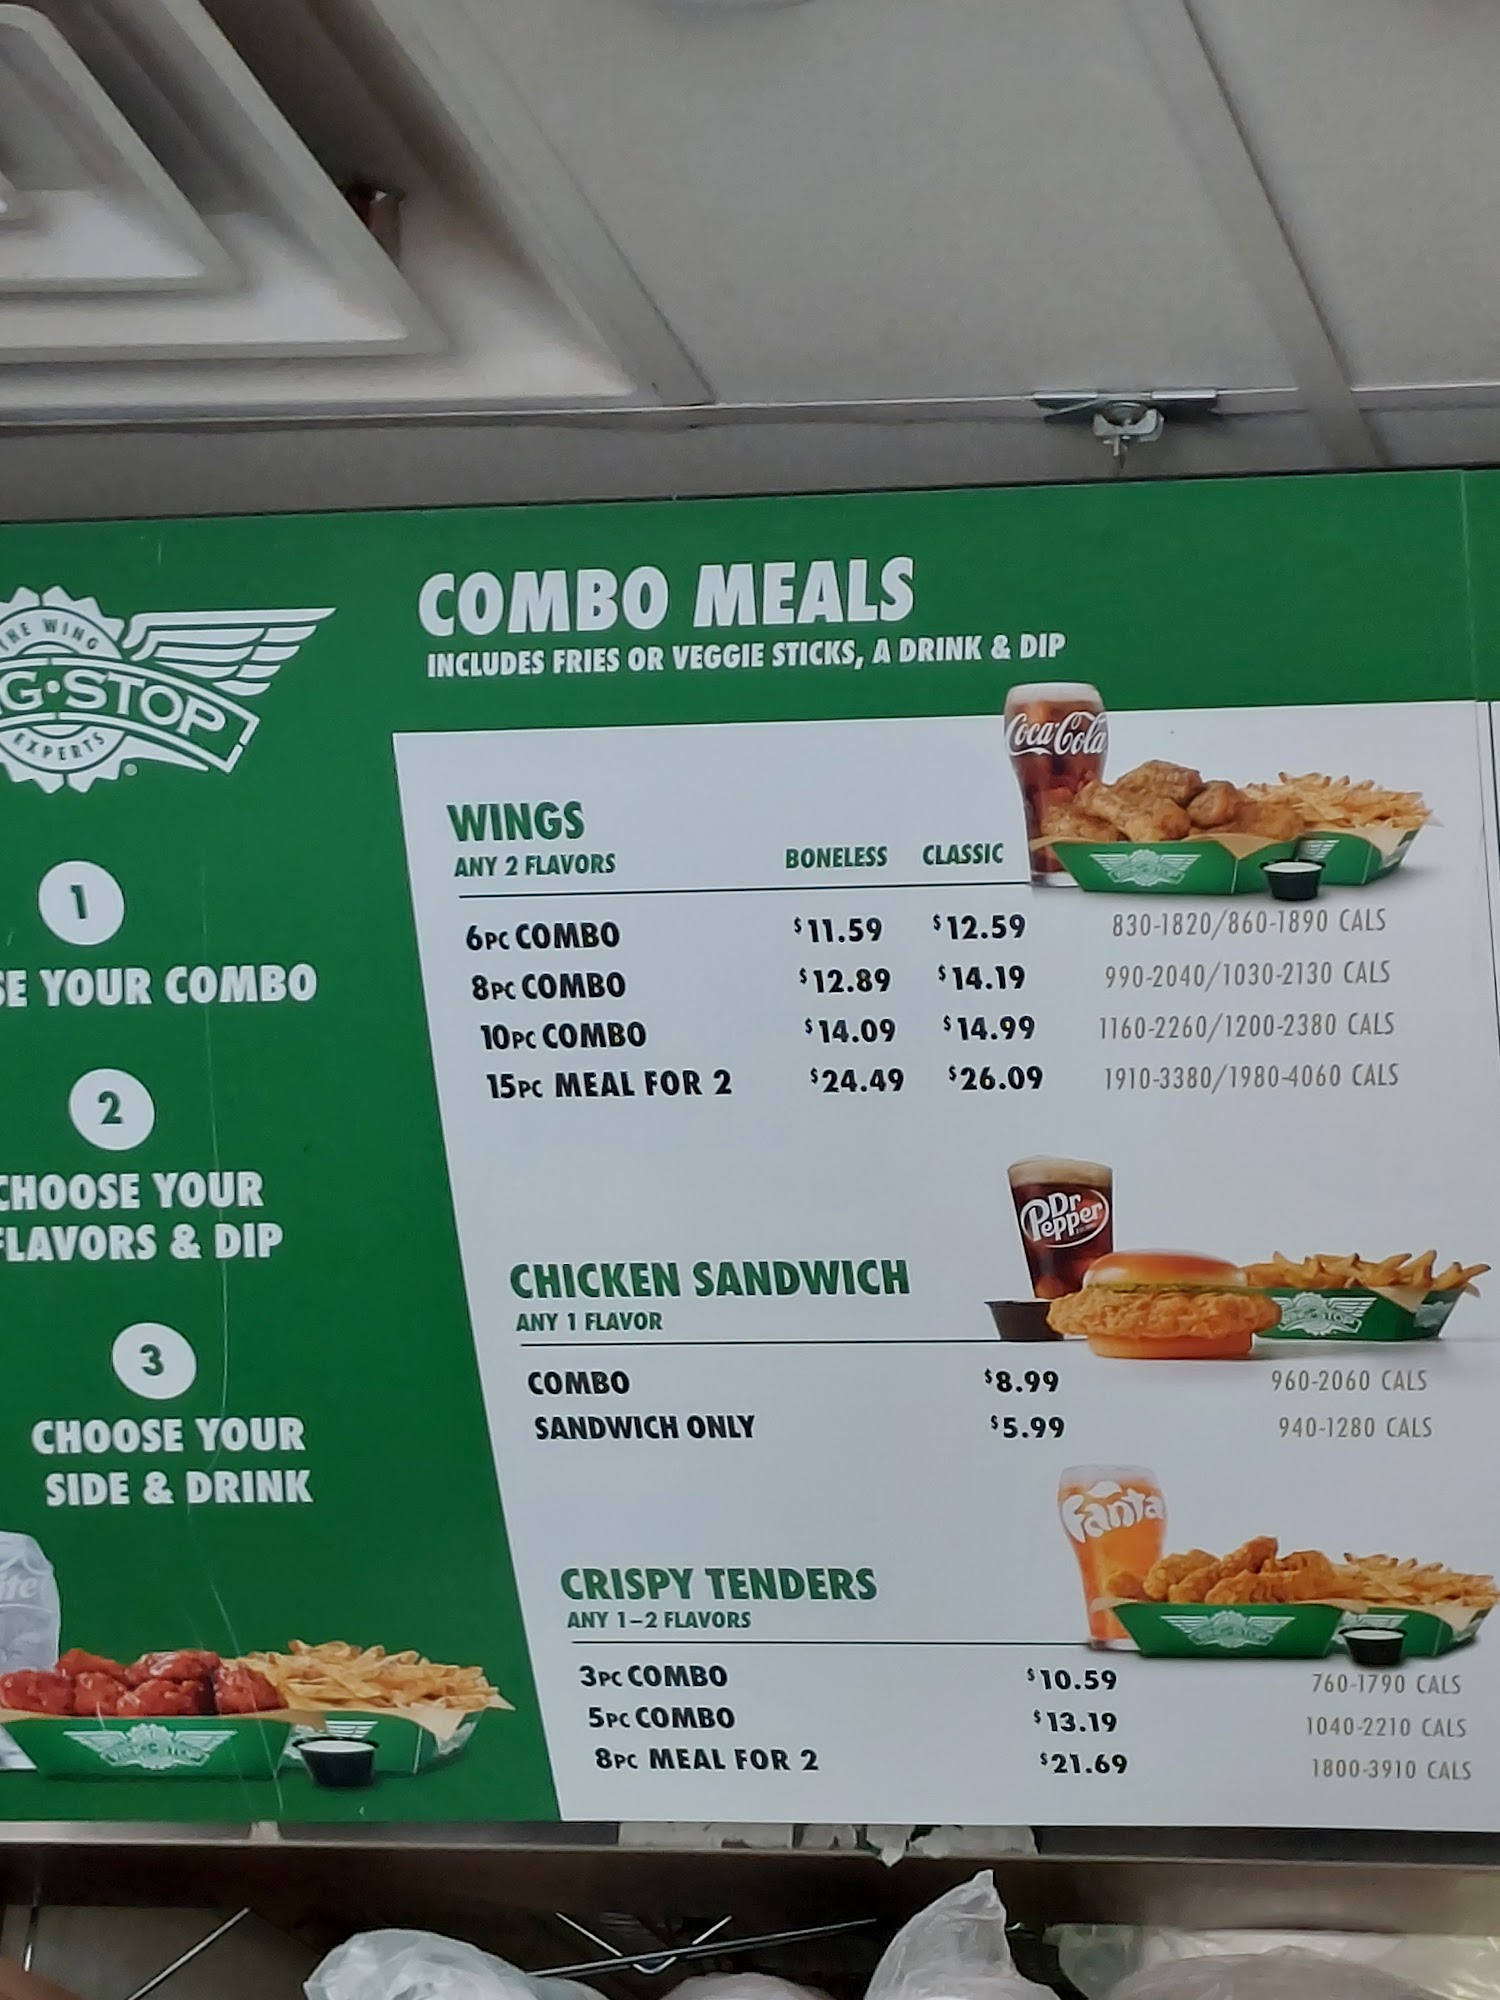 THE WING
G·STOP
EXPERTS
COMBO MEALS
INCLUDES FRIES OR VEGGIE STICKS, A DRINK & DIP
1
SE YOUR COMBO
2
CHOOSE YOUR
FLAVORS & DIP
3
CHOOSE YOUR
SIDE & DRINK
Coca-Cola
WINGS
ANY 2 FLAVORS BONELESS CLASSIC
6PC COMBO $11.59 $12.59 830-1820/860-1890 CALS
8PC COMBO $12.89 $14.19 990-2040/1030-2130 CALS
10PC COMBO $14.09 $14.99 1160-2260/1200-2380 CALS
15PC MEAL FOR 2 $24.49 $26.09 1910-3380/1980-4060 CALS
Dr
Pepper
CHICKEN SANDWICH
ANY 1 FLAVOR
COMBO $8.99 960-2060 CALS
SANDWICH ONLY $5.99 940-1280 CALS
Fanta
CRISPY TENDERS
ANY 1-2 FLAVORS
3PC COMBO $10.59 760-1790 CALS
5PC COMBO $13.19 1040-2210 CALS
8PC MEAL FOR 2 $21.69 1800-3910 CALS